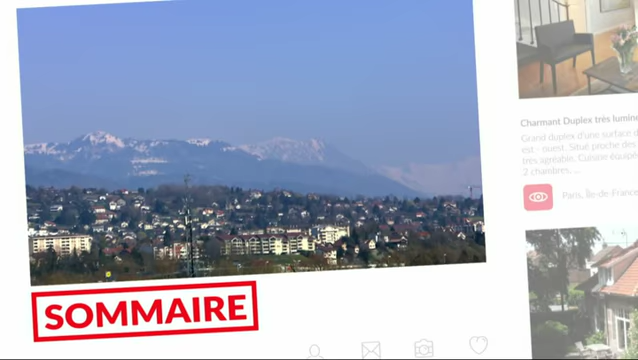 SOMMAIRE
Charmant Duplex très lumine
Grand duplex d'une surface d
est - ouest. Situé proche des
très agréable. Cuisine équipé
2 chambres, ...
Paris, Île-de-France